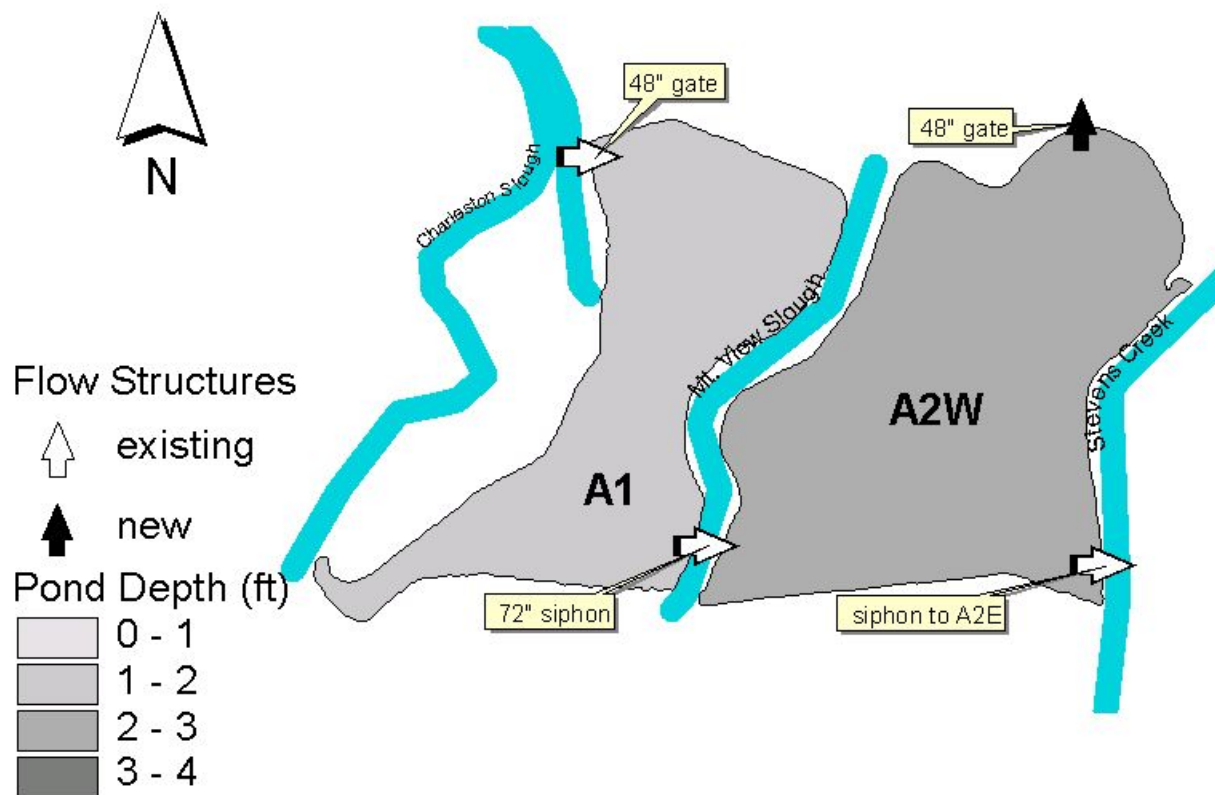 48" gate
48" gate
N
Charleston Slough
Mt. View Slough
Stevens Creek
A2W
A1
72" siphon
siphon to A2E
Flow Structures
existing
new
Pond Depth (ft)
0 - 1
1 - 2
2 - 3
3 - 4